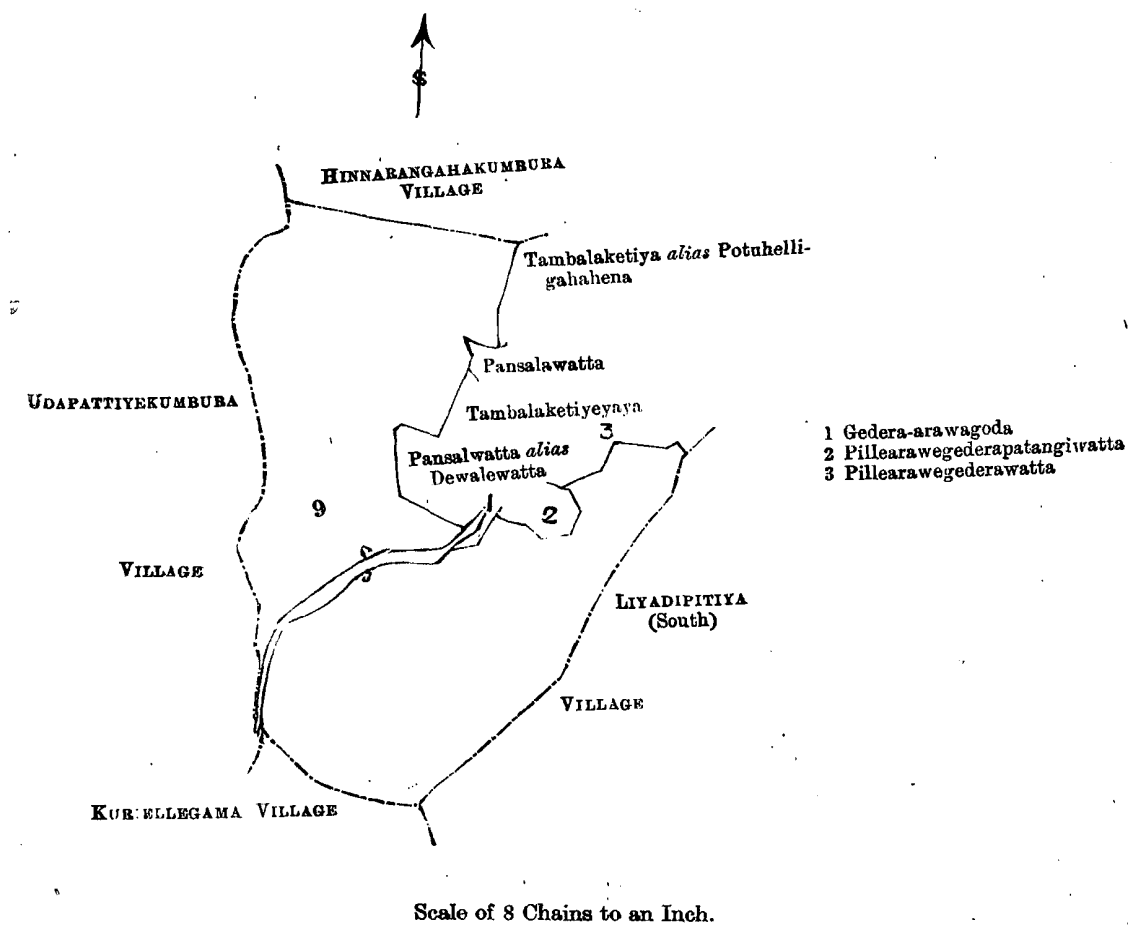 S
HINNARANGAHAKUMBURA
VILLAGE
Tambalaketiya alias Potuhelli-
gahahena
Pansalawatta
UDAPATTIYEKUMBURA
Tambalaketiyeyaya
3
Pansalwatta alias
Dewalewatta
1 Gedera-arawagoda
2 Pillearawegederapatangiwatta
3 Pillearawegederawatta
9
1
2
VILLAGE
LIYADIPITIYA
(South)
VILLAGE
VILLAGE
Scale of 8 Chains to an Inch.